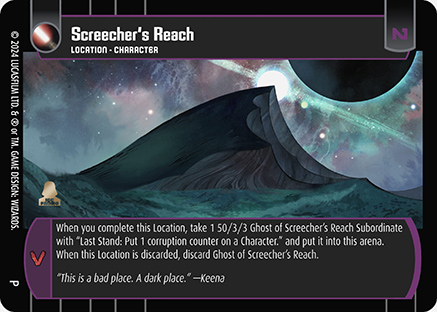 Screecher's Reach
LOCATION - CHARACTER
© 2024 LUCASFILM LTD. & ® or TM. GAME DESIGN: WIZARDS.
When you complete this Location, take 1 50/3/3 Ghost of Screecher's Reach Subordinate
with "Last Stand: Put 1 corruption counter on a Character." and put it into this arena.
When this Location is discarded, discard Ghost of Screecher's Reach.
"This is a bad place. A dark place." —Keena
P